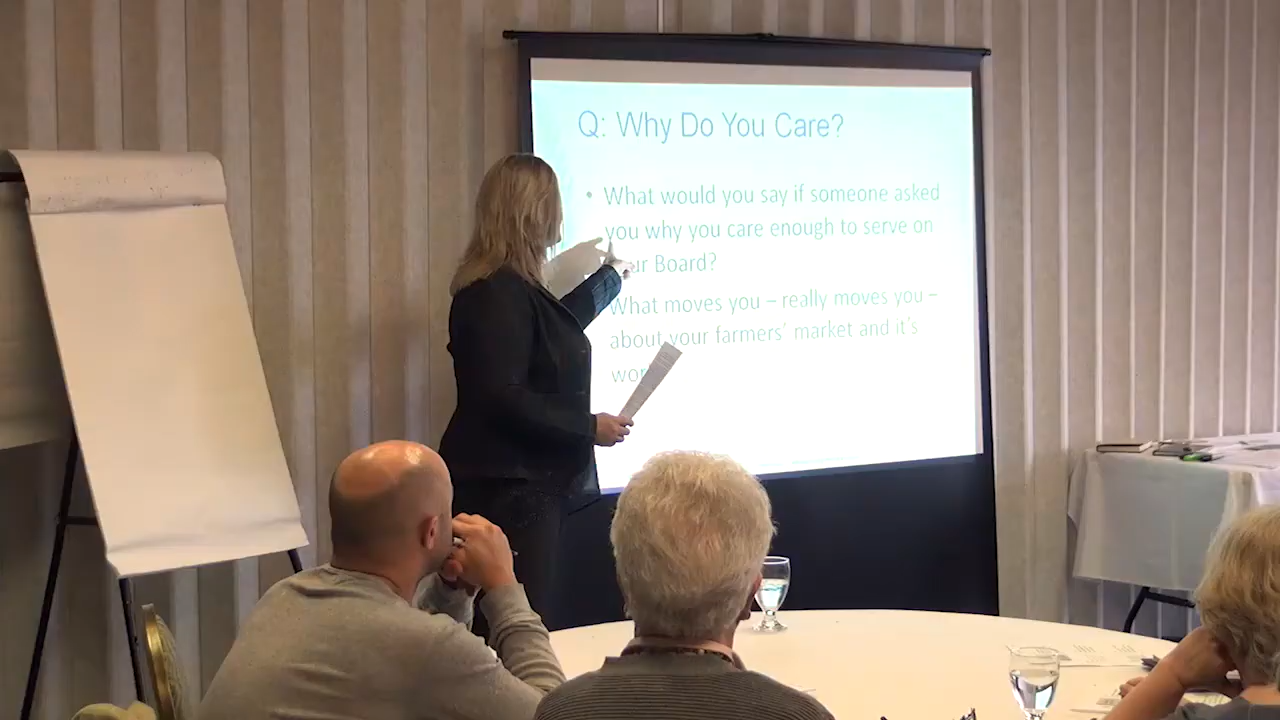 Q: Why Do You Care?
• What would you say if someone asked
you why you care enough to serve on
Board?
What moves you – really moves you –
about your farmers' market and it's